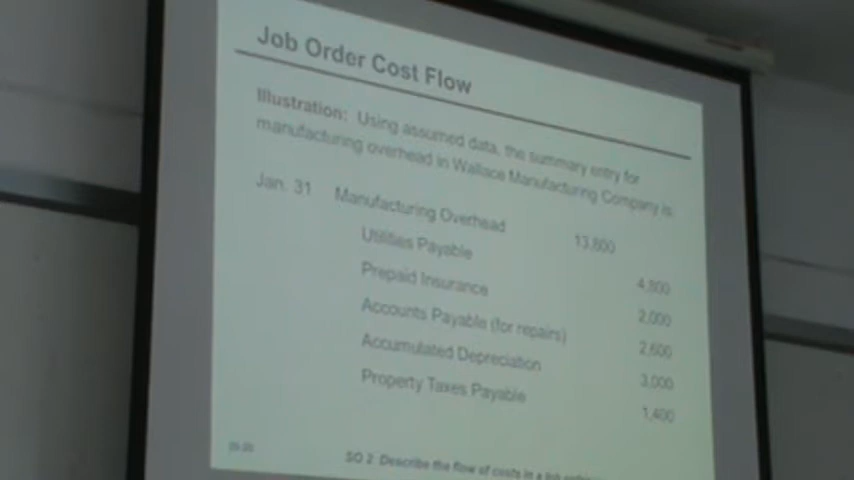 Job Order Cost Flow
Illustration: Using assumed data, the summary entry for
manufacturing overhead in Wallace Manufacturing Company is:
Jan. 31 Manufacturing Overhead 13,800
Utilities Payable 4,800
Prepaid Insurance 2,000
Accounts Payable (for repairs) 2,600
Accumulated Depreciation 3,000
Property Taxes Payable 1,400
SO 2 Describe the flow of costs in a job